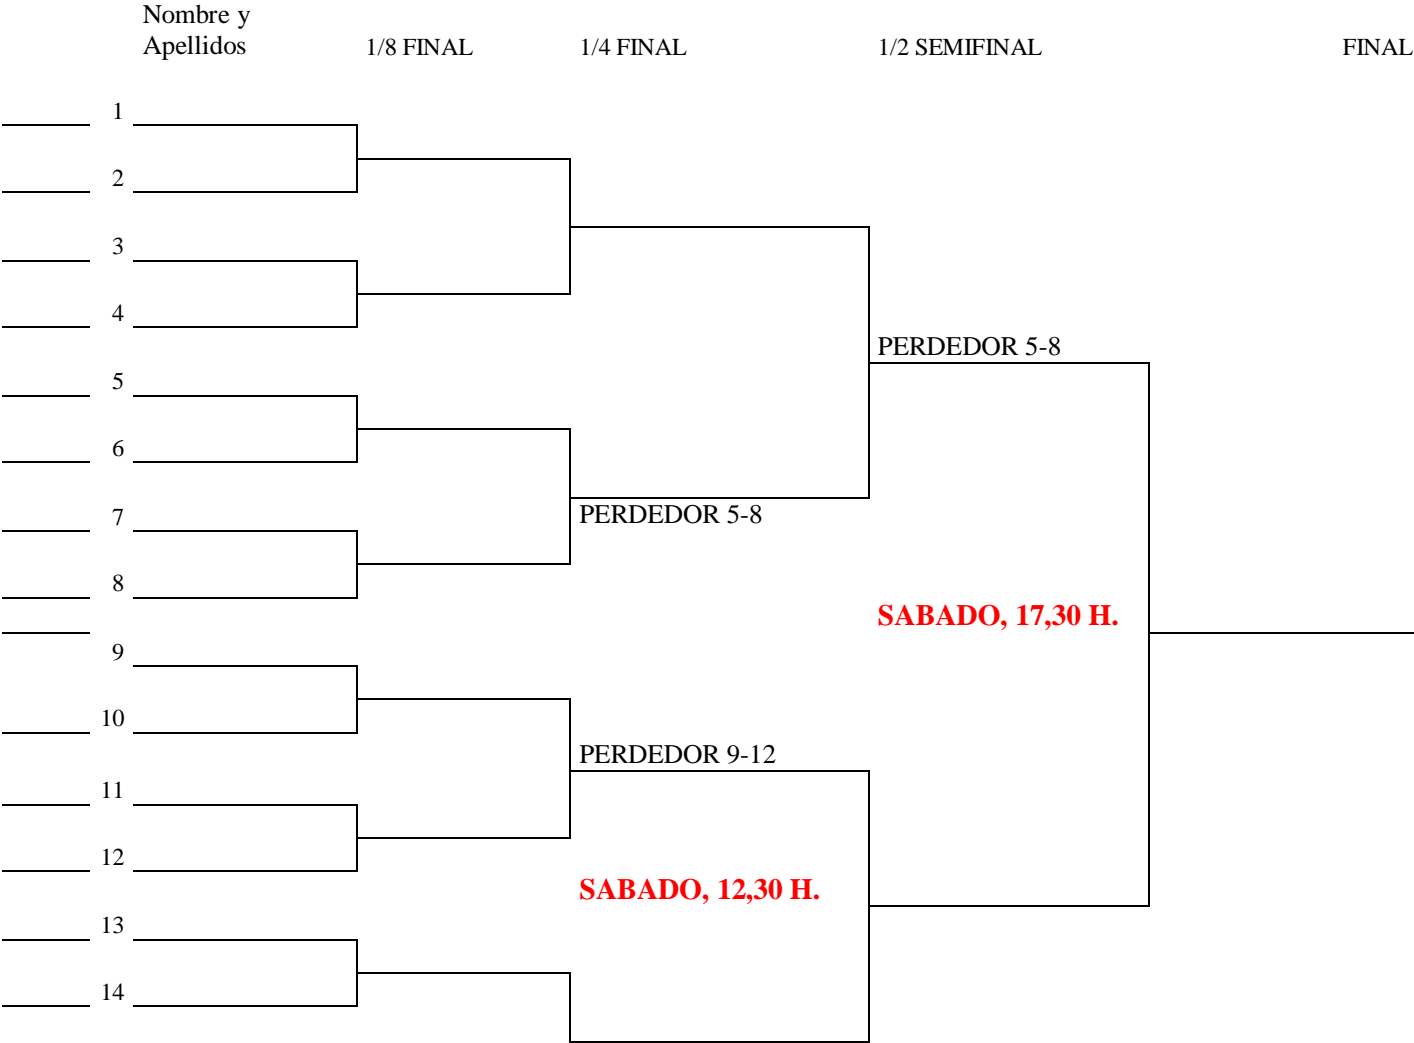 Nombre y
Apellidos
1/8 FINAL
1/4 FINAL
1/2 SEMIFINAL
FINAL
1
2
3
4
PERDEDOR 5-8
5
6
7
PERDEDOR 5-8
8
SABADO, 17,30 H.
9
10
PERDEDOR 9-12
11
12
SABADO, 12,30 H.
13
14